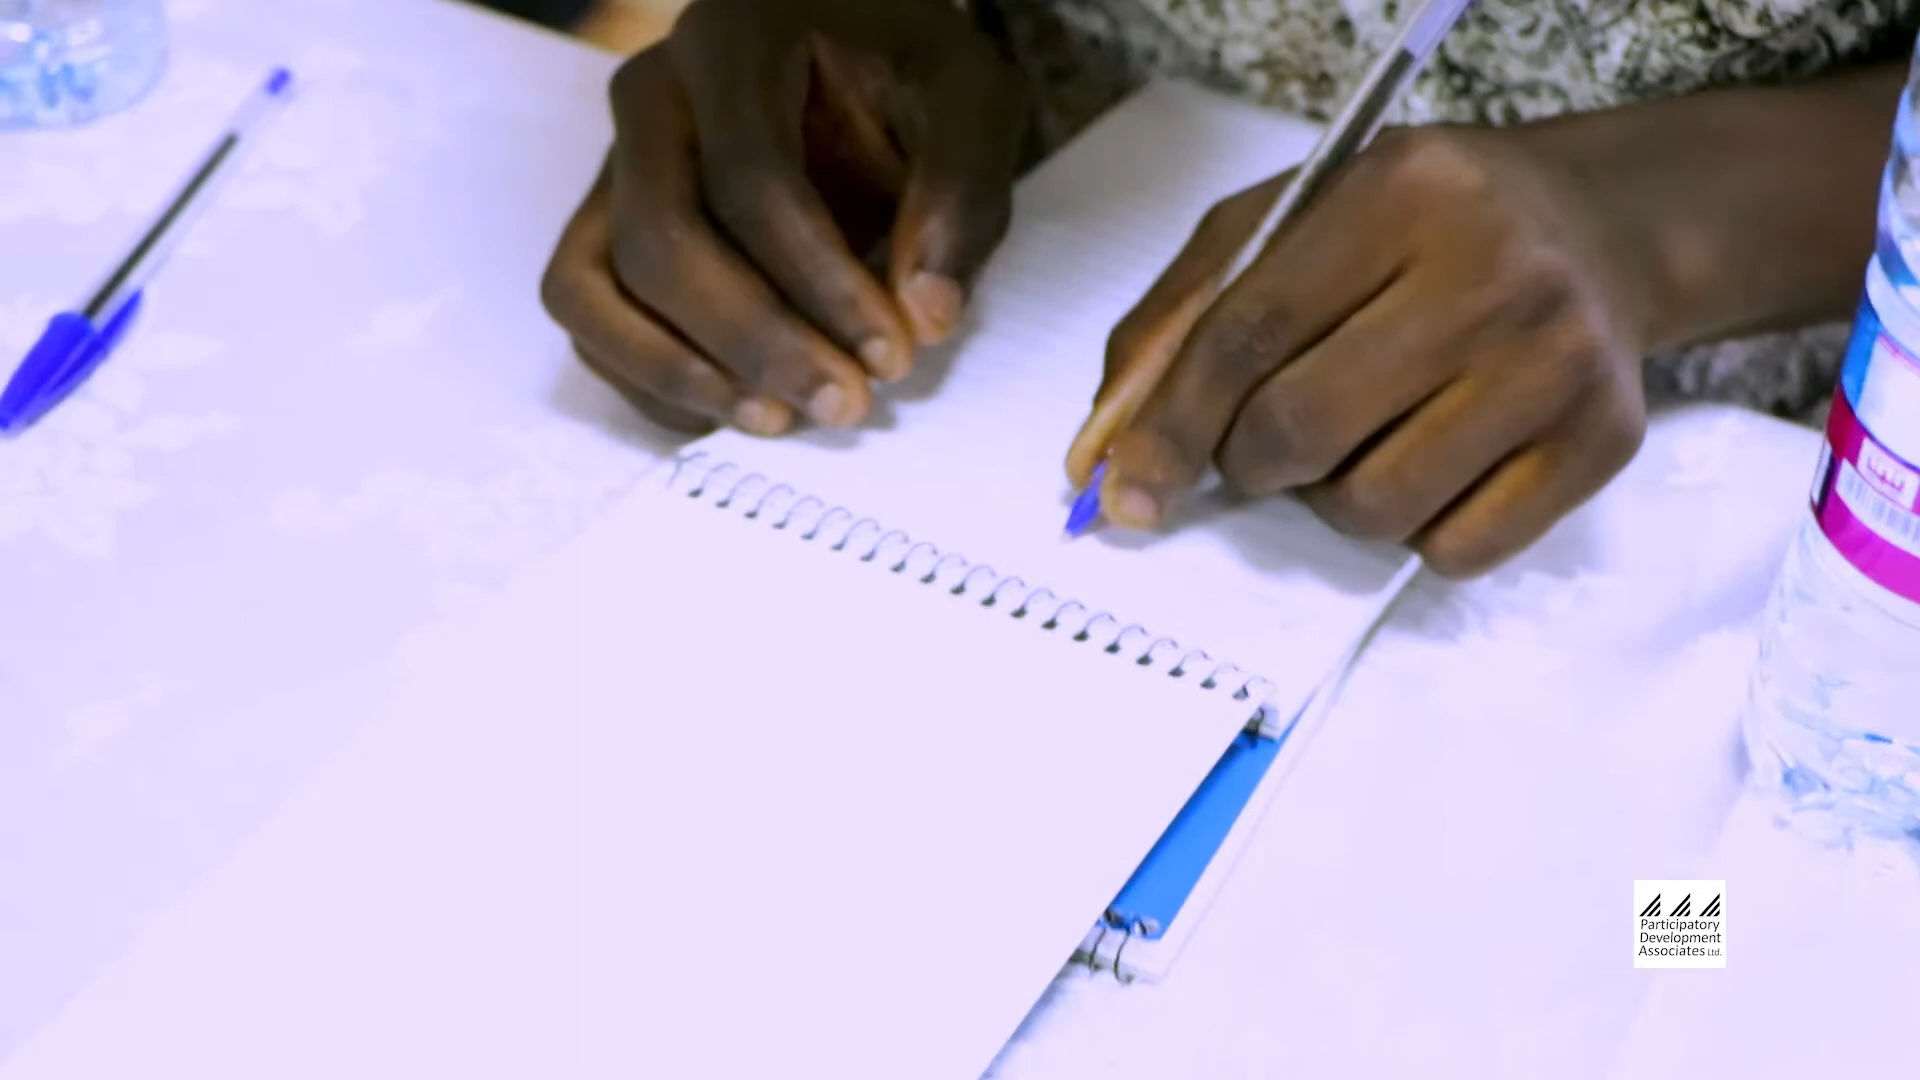 Participatory
Development
Associates Ltd.